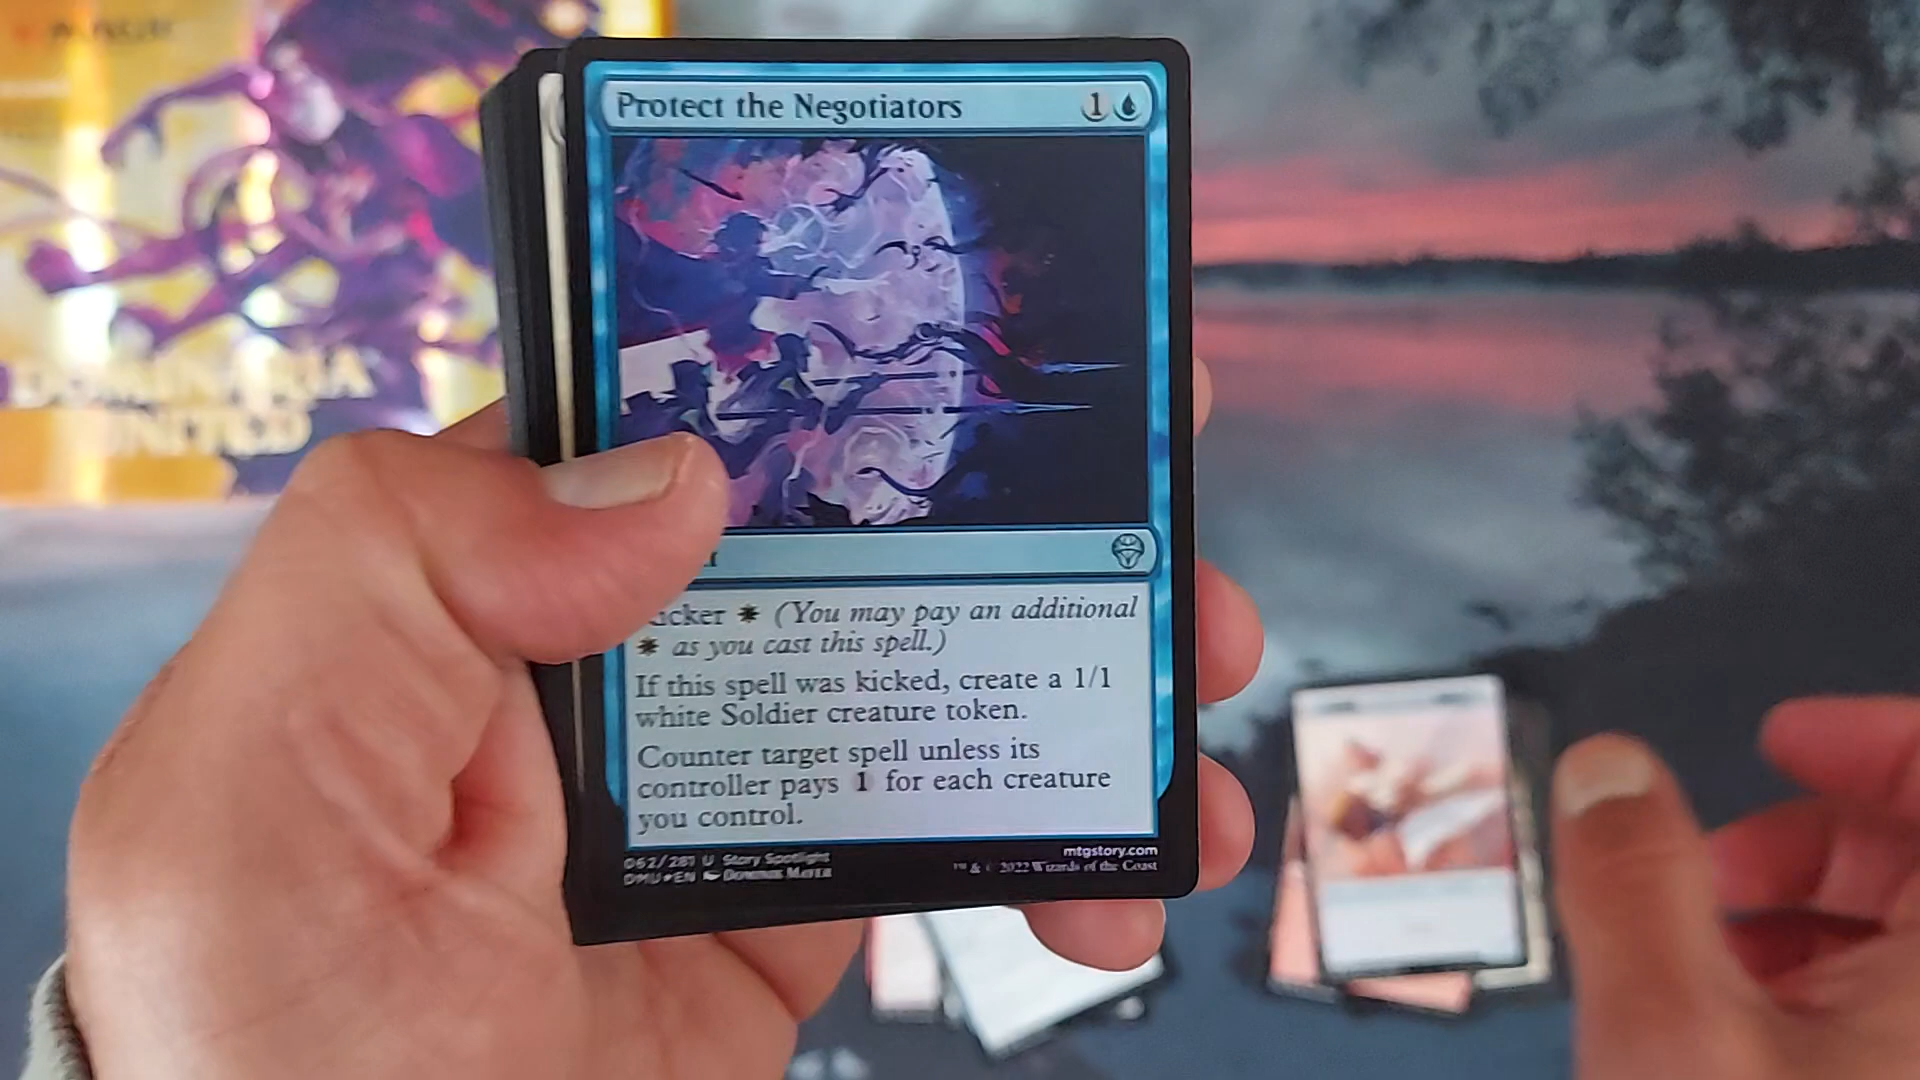 DOMINARIA
UNITED
Protect the Negotiators
1
icker (You may pay an additional
as you cast this spell.)
If this spell was kicked, create a 1/1
white Soldier creature token.
Counter target spell unless its
controller pays 1 for each creature
you control.
062/281 U Story Spotlight
DMU★EN Dominik Mayer
mtgstory.com
™ & © 2022 Wizards of the Coast